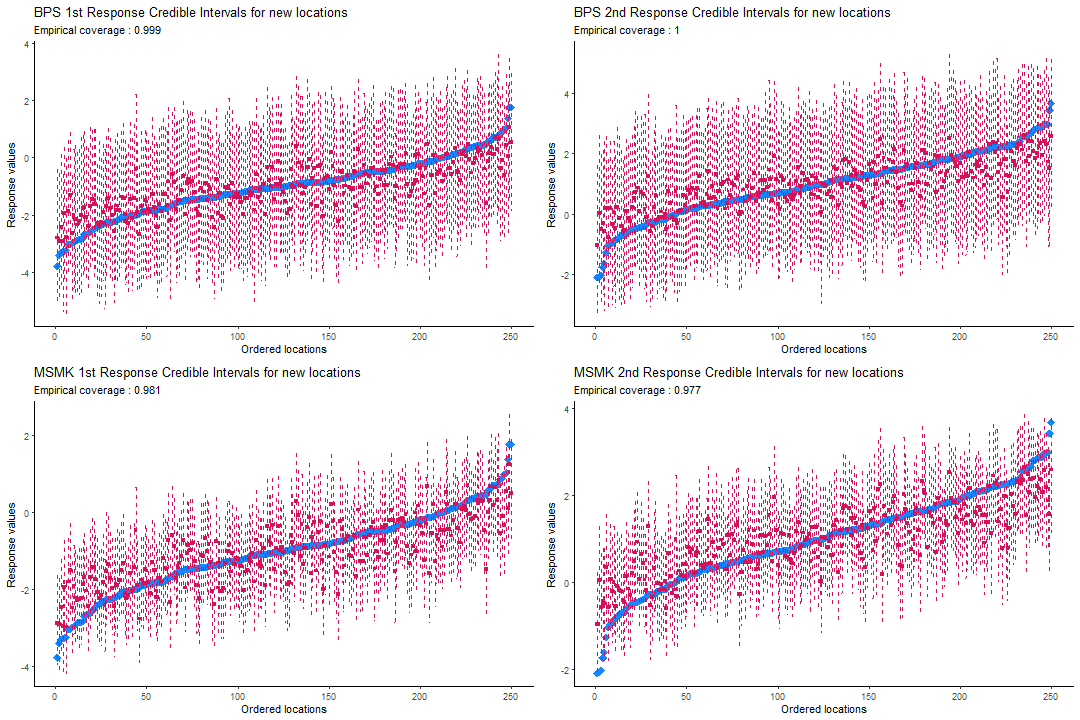 BPS 1st Response Credible Intervals for new locations
Empirical coverage : 0.999
Response values
4
2
0
-2
-4
0
50
100
150
200
250
Ordered locations
BPS 2nd Response Credible Intervals for new locations
Empirical coverage : 1
Response values
4
2
0
-2
0
50
100
150
200
250
Ordered locations
MSMK 1st Response Credible Intervals for new locations
Empirical coverage : 0.981
Response values
2
0
-2
-4
0
50
100
150
200
250
Ordered locations
MSMK 2nd Response Credible Intervals for new locations
Empirical coverage : 0.977
Response values
4
2
0
-2
0
50
100
150
200
250
Ordered locations